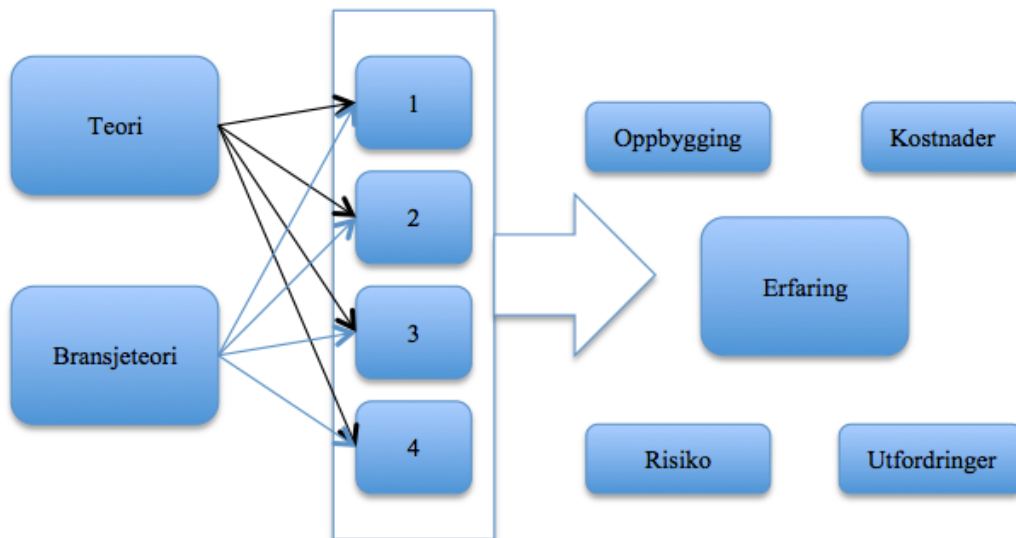 Teori
Bransjeteori
1
2
3
4
Oppbygging
Kostnader
Erfaring
Risiko
Utfordringer